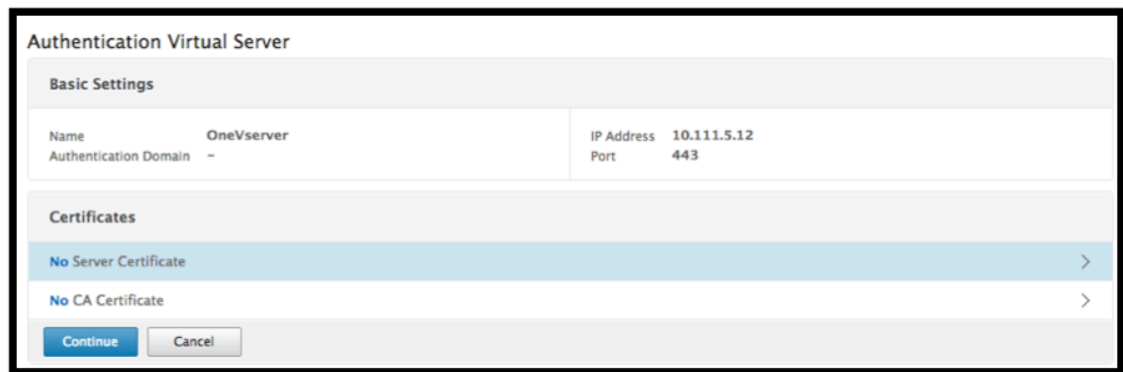 Authentication Virtual Server
Basic Settings
Name OneVserver
Authentication Domain –
IP Address 10.111.5.12
Port 443
Certificates
No Server Certificate
No CA Certificate
Continue Cancel